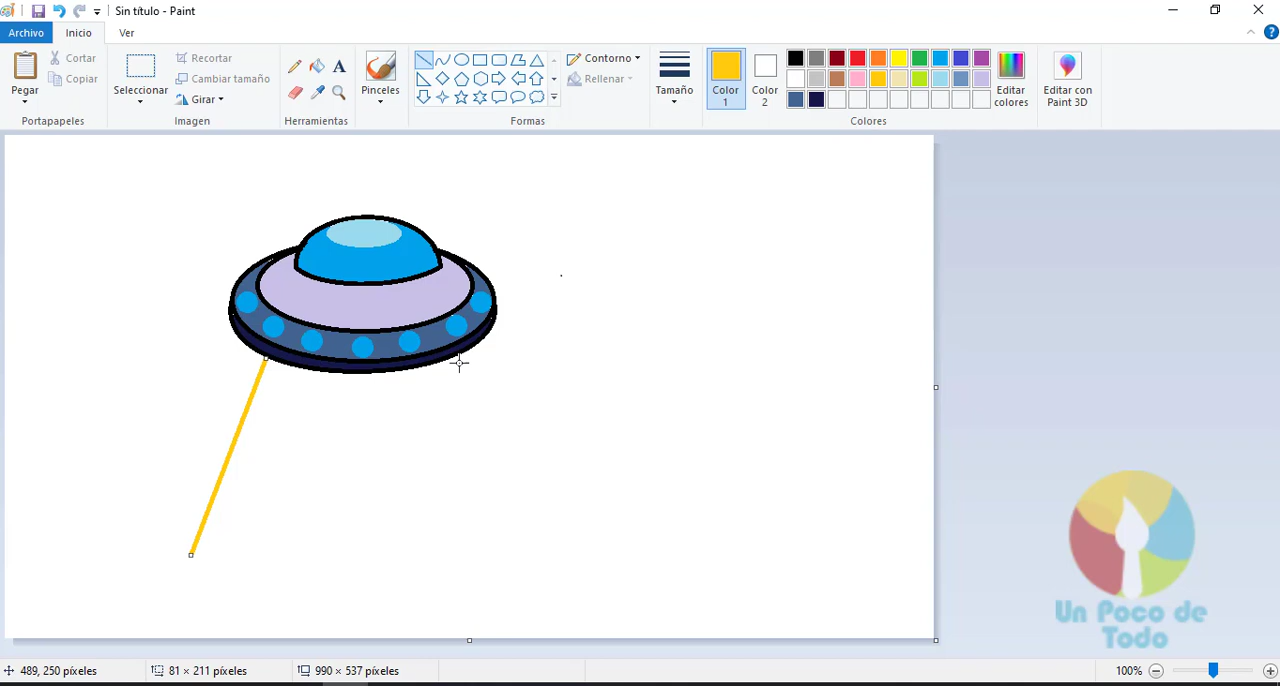 Sin título - Paint
Archivo Inicio Ver
Pegar
Cortar
Copiar
Portapapeles
Seleccionar
Recortar
Cambiar tamaño
Girar
Imagen
A
Herramientas
Pinceles
Contorno
Rellenar
Formas
Tamaño
Color
1
Color
2
Editar
colores
Colores
Editar con
Paint 3D
Un Poco de
Todo
489, 250 píxeles 81 × 211 píxeles 990 × 537 píxeles 100%